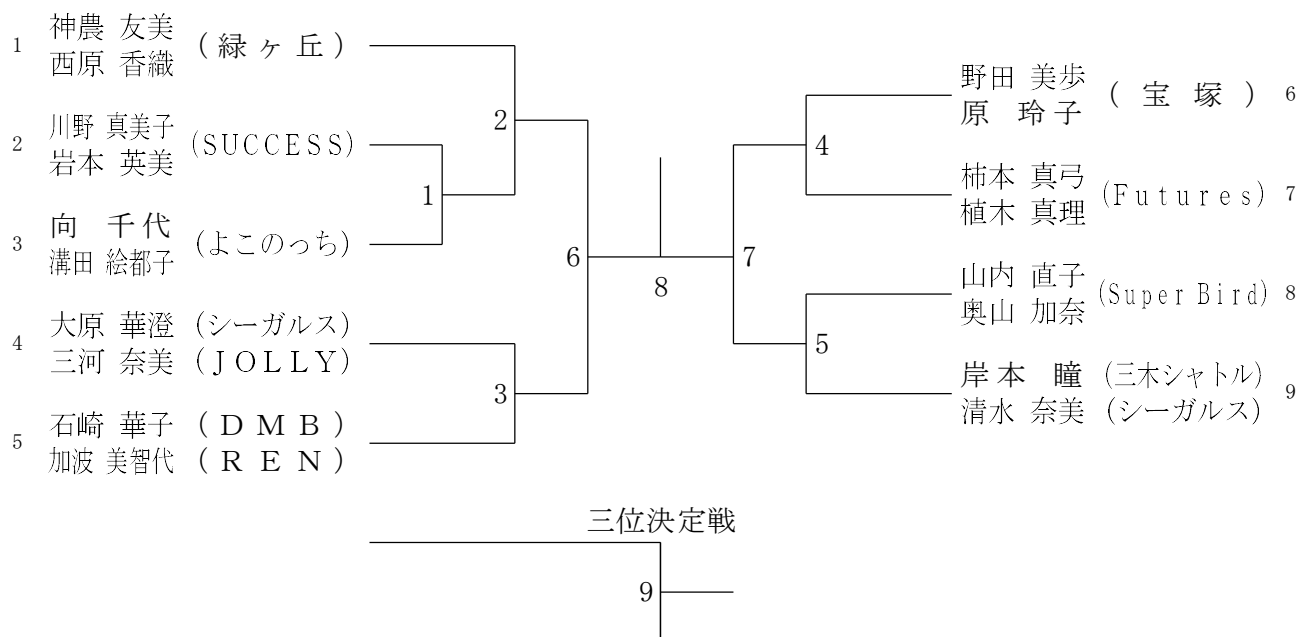 1 神農 友美 (緑ヶ丘)
西原 香織
2 川野 真美子 (SUCCESS)
岩本 英美
3 向 千代 (よこのっち)
溝田 絵都子
4 大原 華澄 (シーガルス)
三河 奈美 (JOLLY)
5 石崎 華子 (DMB)
加波 美智代 (REN)
2
1
6
3
8
7
4
5
野田 美歩 (宝塚) 6
原 玲子
柿本 真弓 (Futures) 7
植木 真理
山内 直子 (Super Bird) 8
奥山 加奈
岸本 瞳 (三木シャトル) 9
清水 奈美 (シーガルス)
三位決定戦
9